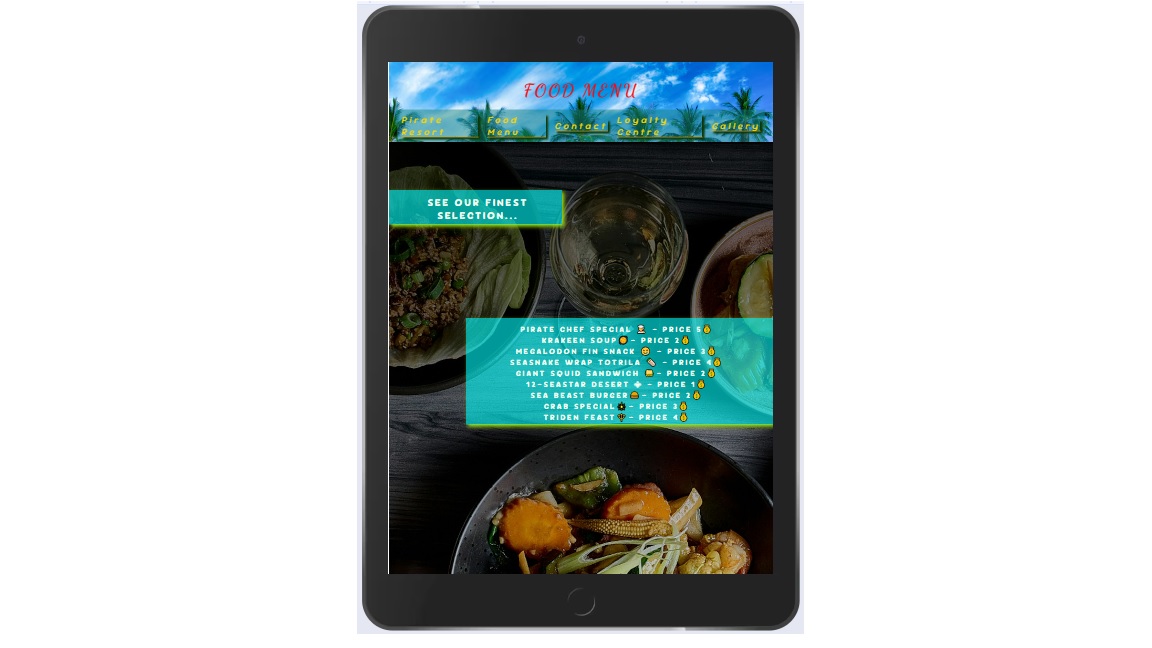 FOOD MENU
Pirate Resort
Food Menu
Contact
Loyalty Centre
Gallery
SEE OUR FINEST
SELECTION...
PIRATE CHEF SPECIAL - PRICE 5
KRAKEEN SOUP - PRICE 2
MEGALODON FIN SNACK - PRICE 3
SEASHAKE WRAP TOTRILA - PRICE 4
GIANT SQUID SANDWICH - PRICE 2
12-SEASTAR DESERT - PRICE 1
SEA BEAST BURGER - PRICE 2
CRAB SPECIAL - PRICE 3
TRIDEN FEAST - PRICE 4